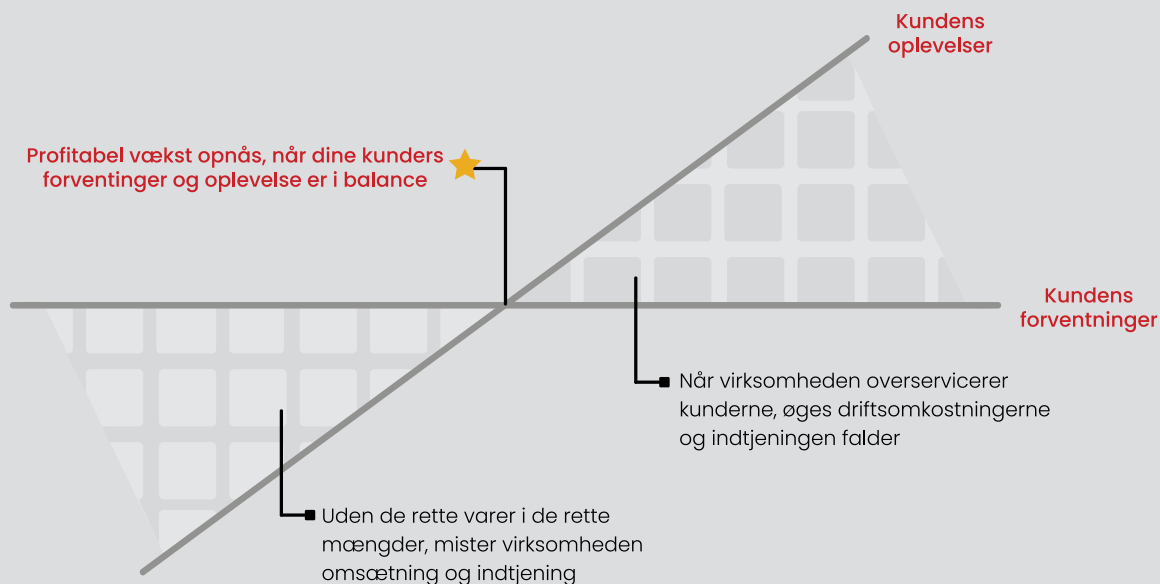 Kundens
oplevelser
Profitabel vækst opnås, når dine kunders
forventinger og oplevelse er i balance
Kundens
forventninger
Når virksomheden overservicerer
kunderne, øges driftsomkostningerne
og indtjeningen falder
Uden de rette varer i de rette
mængder, mister virksomheden
omsætning og indtjening